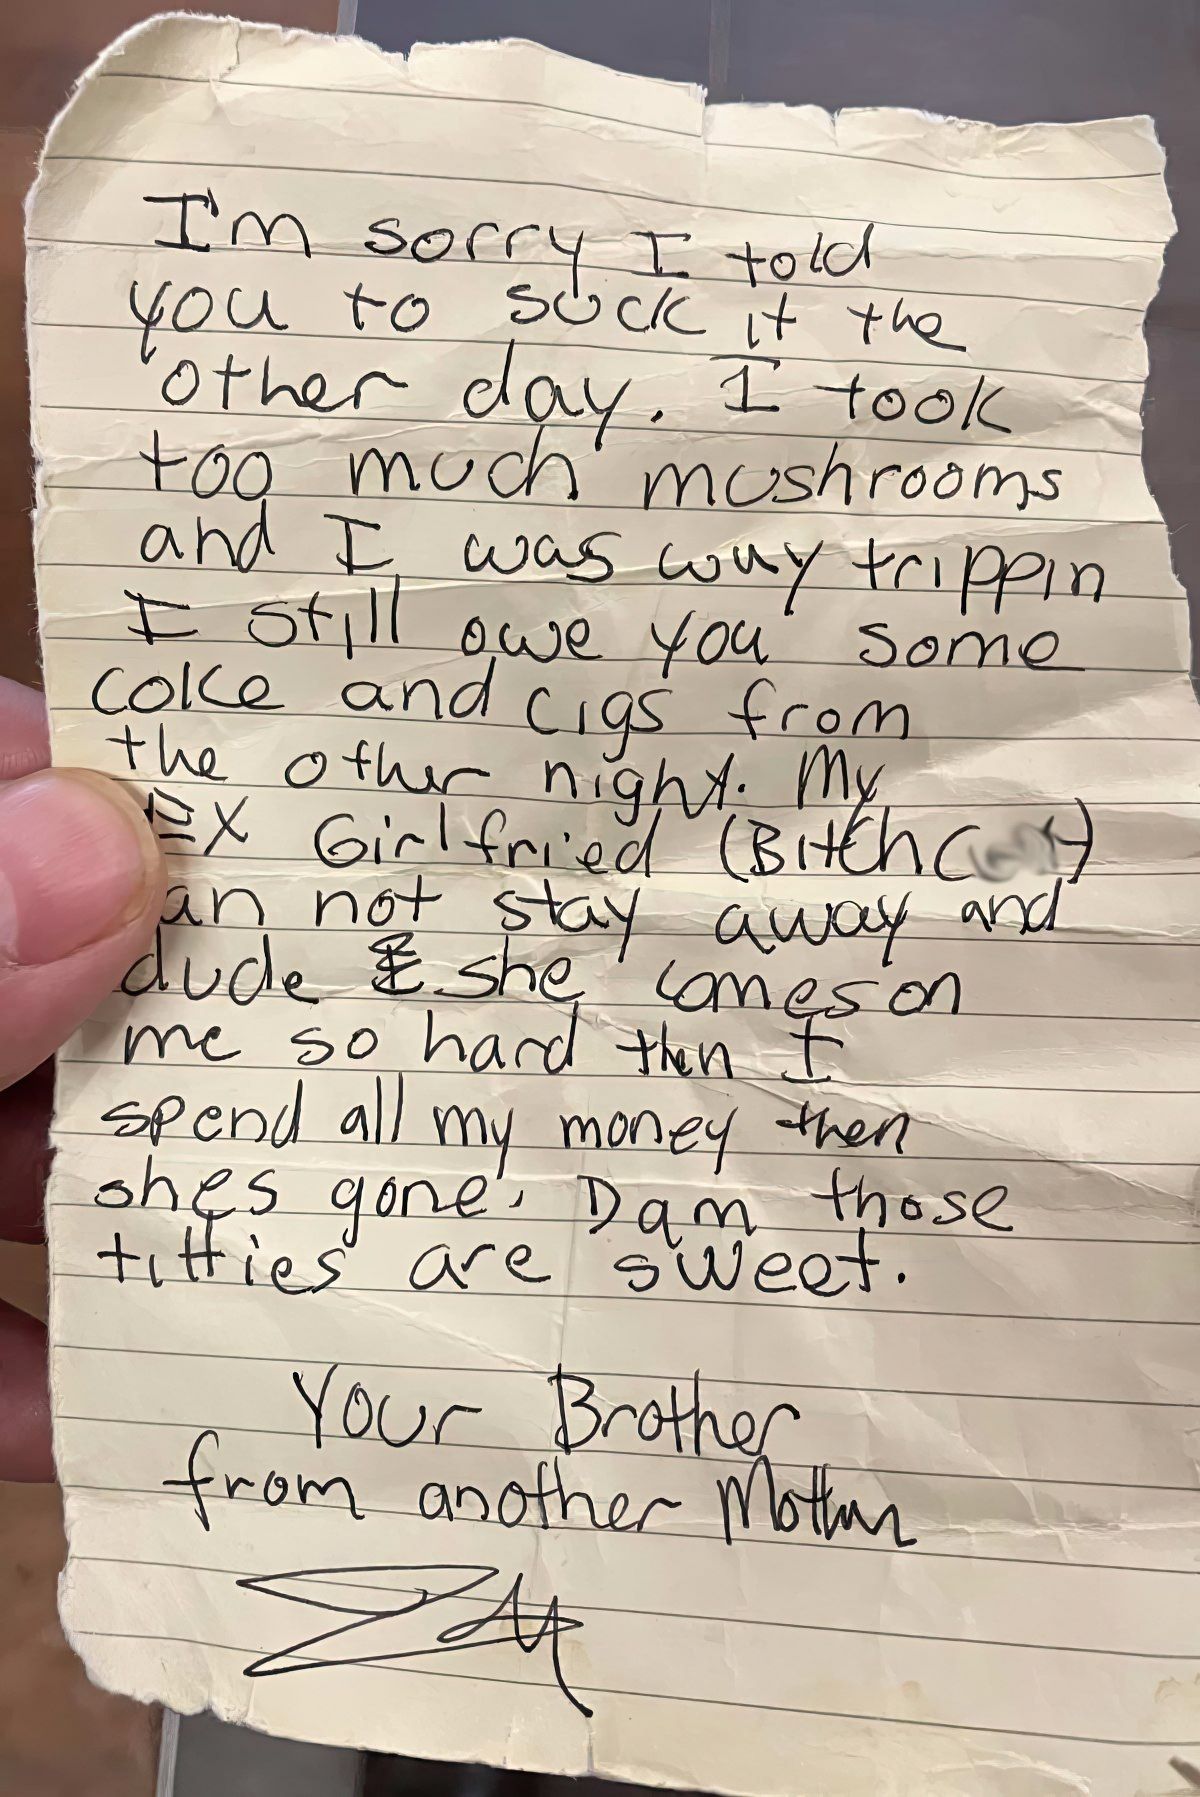 I'm sorry I told
you to suck it the
other day. I took
too much mushrooms
and I was wuy trippin
I still owe you some
coke and cigs from
the other night. My
EX Girlfried (Bitch
an not stay away and
dude she comes on
me so hard then I
spend all my money then
shes gone. Dam those
titties are sweet.
Your Brother
from another Mother